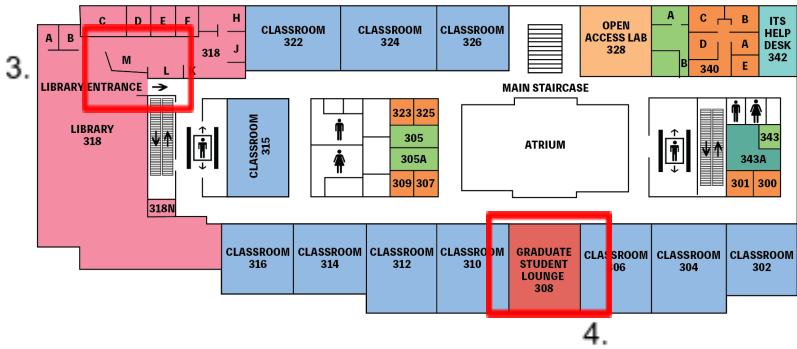 C D E F H
A B
318
J
M
L K
3.
LIBRARY ENTRANCE
LIBRARY
318
318N
CLASSROOM
322
CLASSROOM
324
CLASSROOM
326
OPEN
ACCESS LAB
328
A
B
C B
D A
E
340
ITS
HELP
DESK
342
MAIN STAIRCASE
CLASSROOM
315
323 325
305
305A
309 307
ATRIUM
343
343A
301 300
CLASSROOM
316
CLASSROOM
314
CLASSROOM
312
CLASSROOM
310
GRADUATE
STUDENT
LOUNGE
308
CLASSROOM
306
CLASSROOM
304
CLASSROOM
302
4.